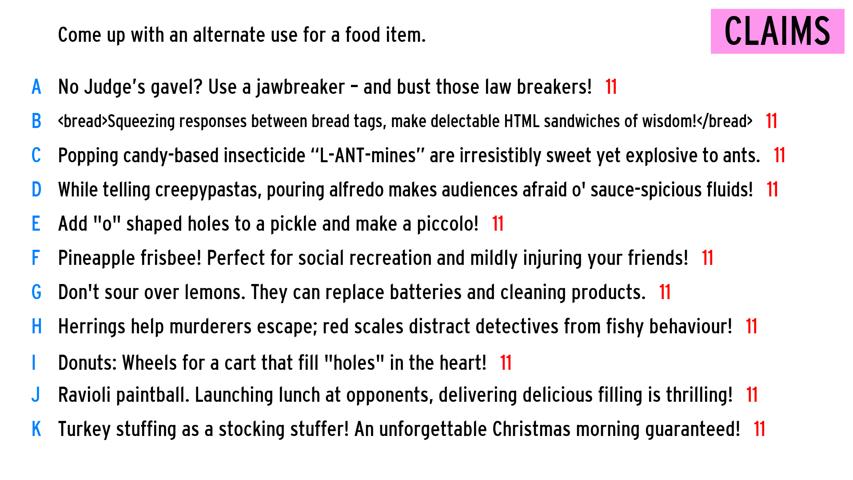 CLAIMS
Come up with an alternate use for a food item.
A No Judge's gavel? Use a jawbreaker – and bust those law breakers! 11
B <bread>Squeezing responses between bread tags, make delectable HTML sandwiches of wisdom!</bread> 11
C Popping candy-based insecticide “L-ANT-mines” are irresistibly sweet yet explosive to ants. 11
D While telling creepypastas, pouring alfredo makes audiences afraid o' sauce-spicious fluids! 11
E Add "o" shaped holes to a pickle and make a piccolo! 11
F Pineapple frisbee! Perfect for social recreation and mildly injuring your friends! 11
G Don't sour over lemons. They can replace batteries and cleaning products. 11
H Herrings help murderers escape; red scales distract detectives from fishy behaviour! 11
I Donuts: Wheels for a cart that fill "holes" in the heart! 11
J Ravioli paintball. Launching lunch at opponents, delivering delicious filling is thrilling! 11
K Turkey stuffing as a stocking stuffer! An unforgettable Christmas morning guaranteed! 11